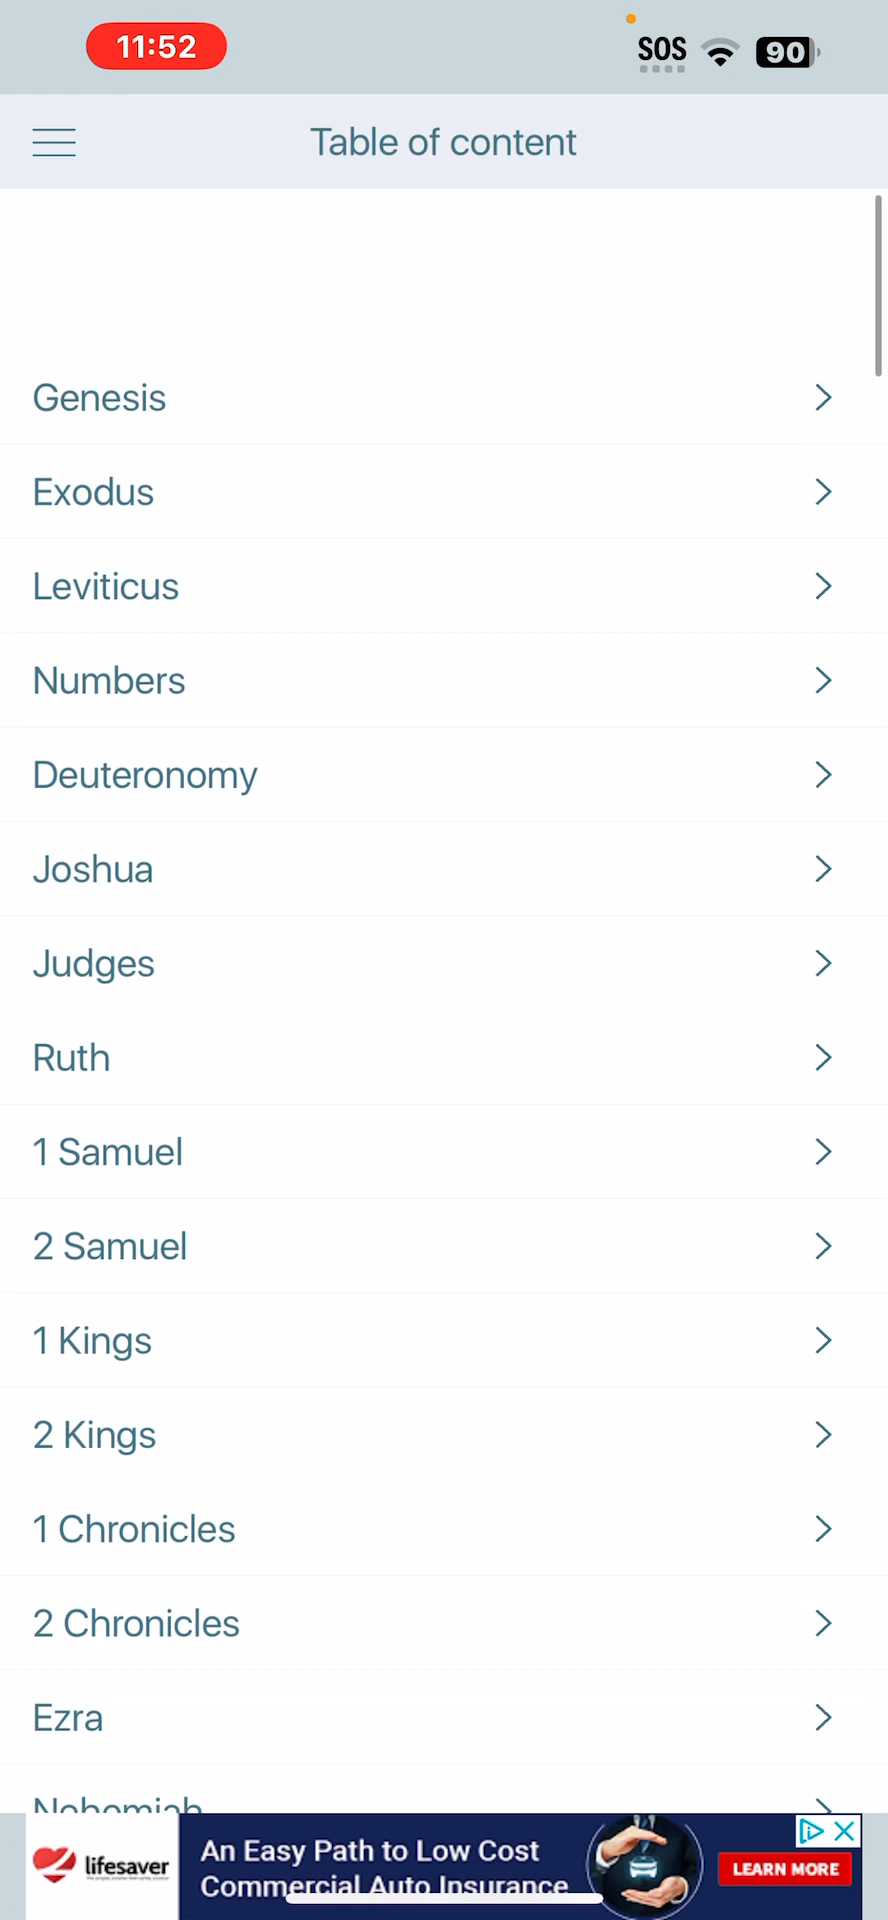 11:52
SOS
90
Table of content
Genesis
Exodus
Leviticus
Numbers
Deuteronomy
Joshua
Judges
Ruth
1 Samuel
2 Samuel
1 Kings
2 Kings
1 Chronicles
2 Chronicles
Ezra
Nehemiah
lifesaver
An Easy Path to Low Cost
Commercial Auto Insurance
LEARN MORE